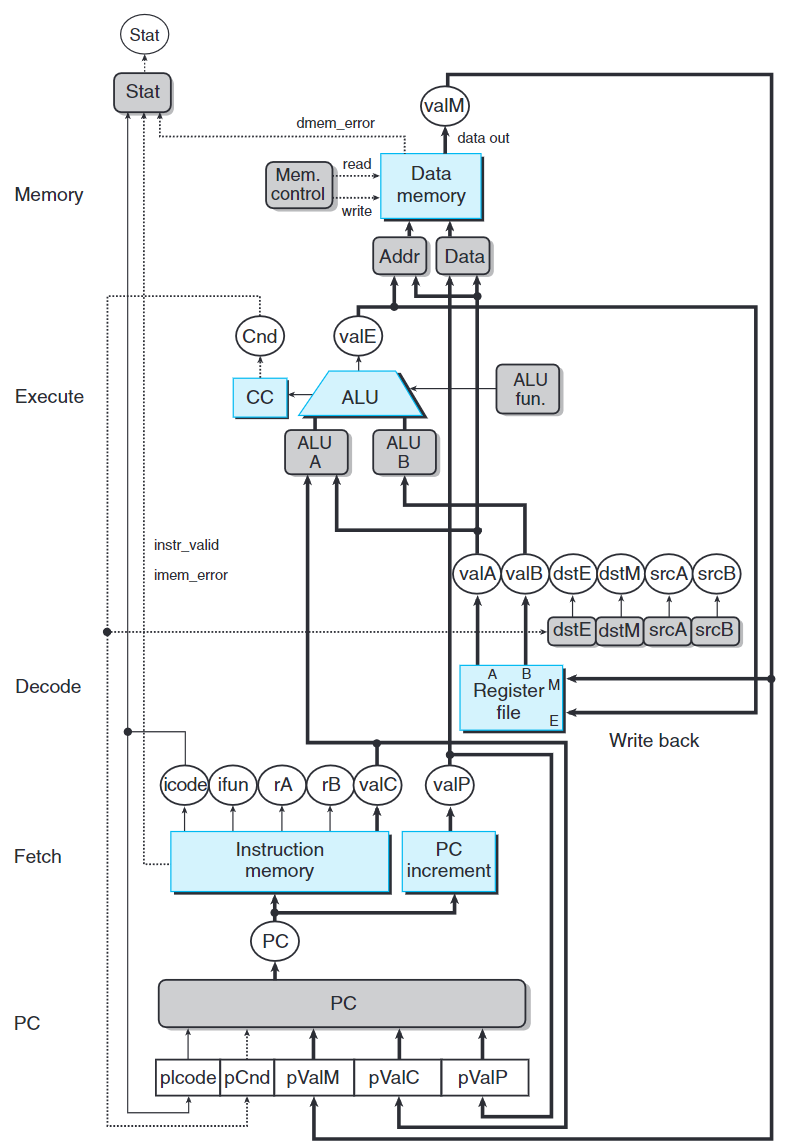 Stat
Stat
valM
dmem_error
data out
Memory
Mem.
control
read
write
Data
memory
Addr
Data
Cnd
valE
Execute
CC
ALU
ALU
fun.
ALU
A
ALU
B
instr_valid
imem_error
valA
valB
dstE
dstM
srcA
srcB
dstE
dstM
srcA
srcB
Decode
A
B
Register
file
M
E
Write back
icode
ifun
rA
rB
valC
valP
Fetch
Instruction
memory
PC
increment
PC
PC
PC
pIcode
pCnd
pValM
pValC
pValP